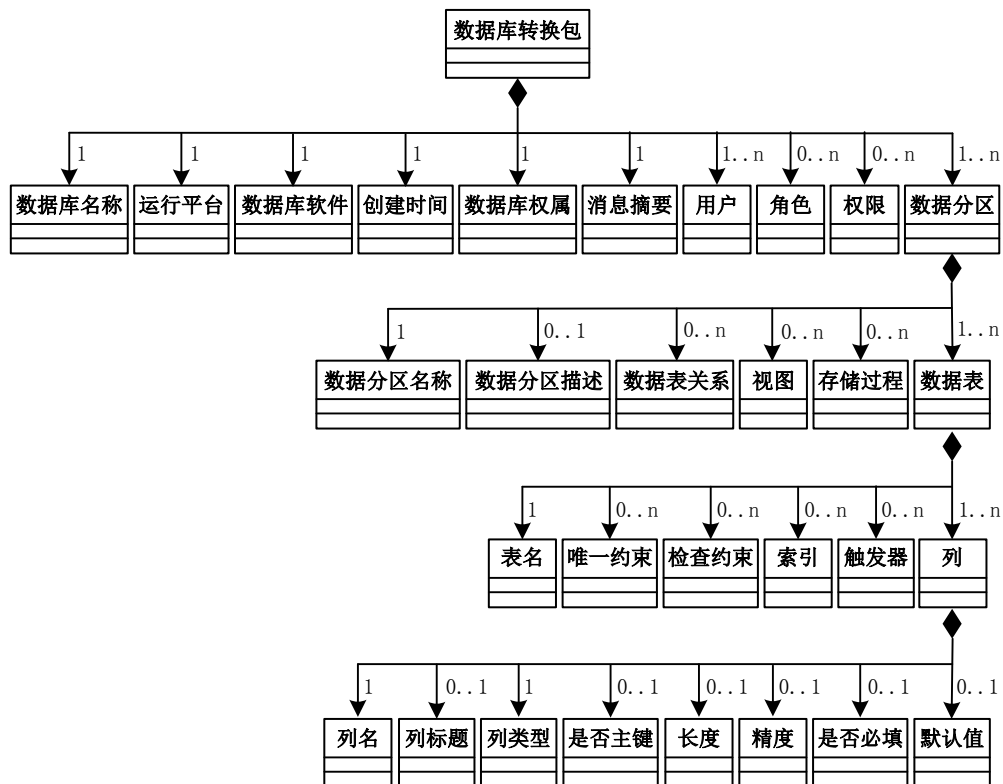 数据库转换包
1 1 1 1 1 1 1..n 0..n 0..n 1..n
数据库名称 运行平台 数据库软件 创建时间 数据库权属 消息摘要 用户 角色 权限 数据分区
1 0..1 0..n 0..n 0..n 1..n
数据分区名称 数据分区描述 数据表关系 视图 存储过程 数据表
1 0..n 0..n 0..n 0..n 1..n
表名 唯一约束 检查约束 索引 触发器 列
1 0..1 1 0..1 0..1 0..1 0..1 0..1
列名 列标题 列类型 是否主键 长度 精度 是否必填 默认值